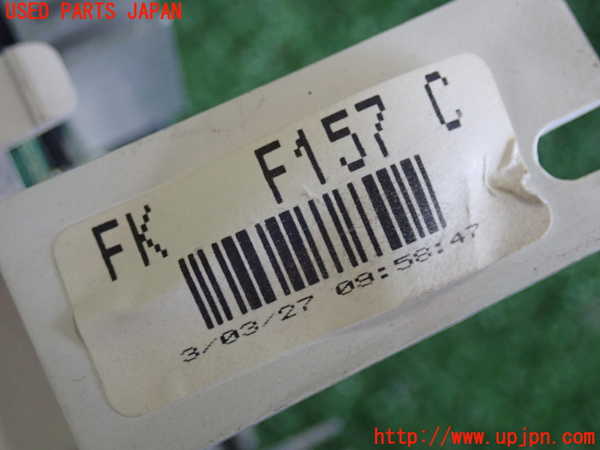 USED PARTS JAPAN
FK F157 C
3/03/27 09:58:47
http://www.upjpn.com